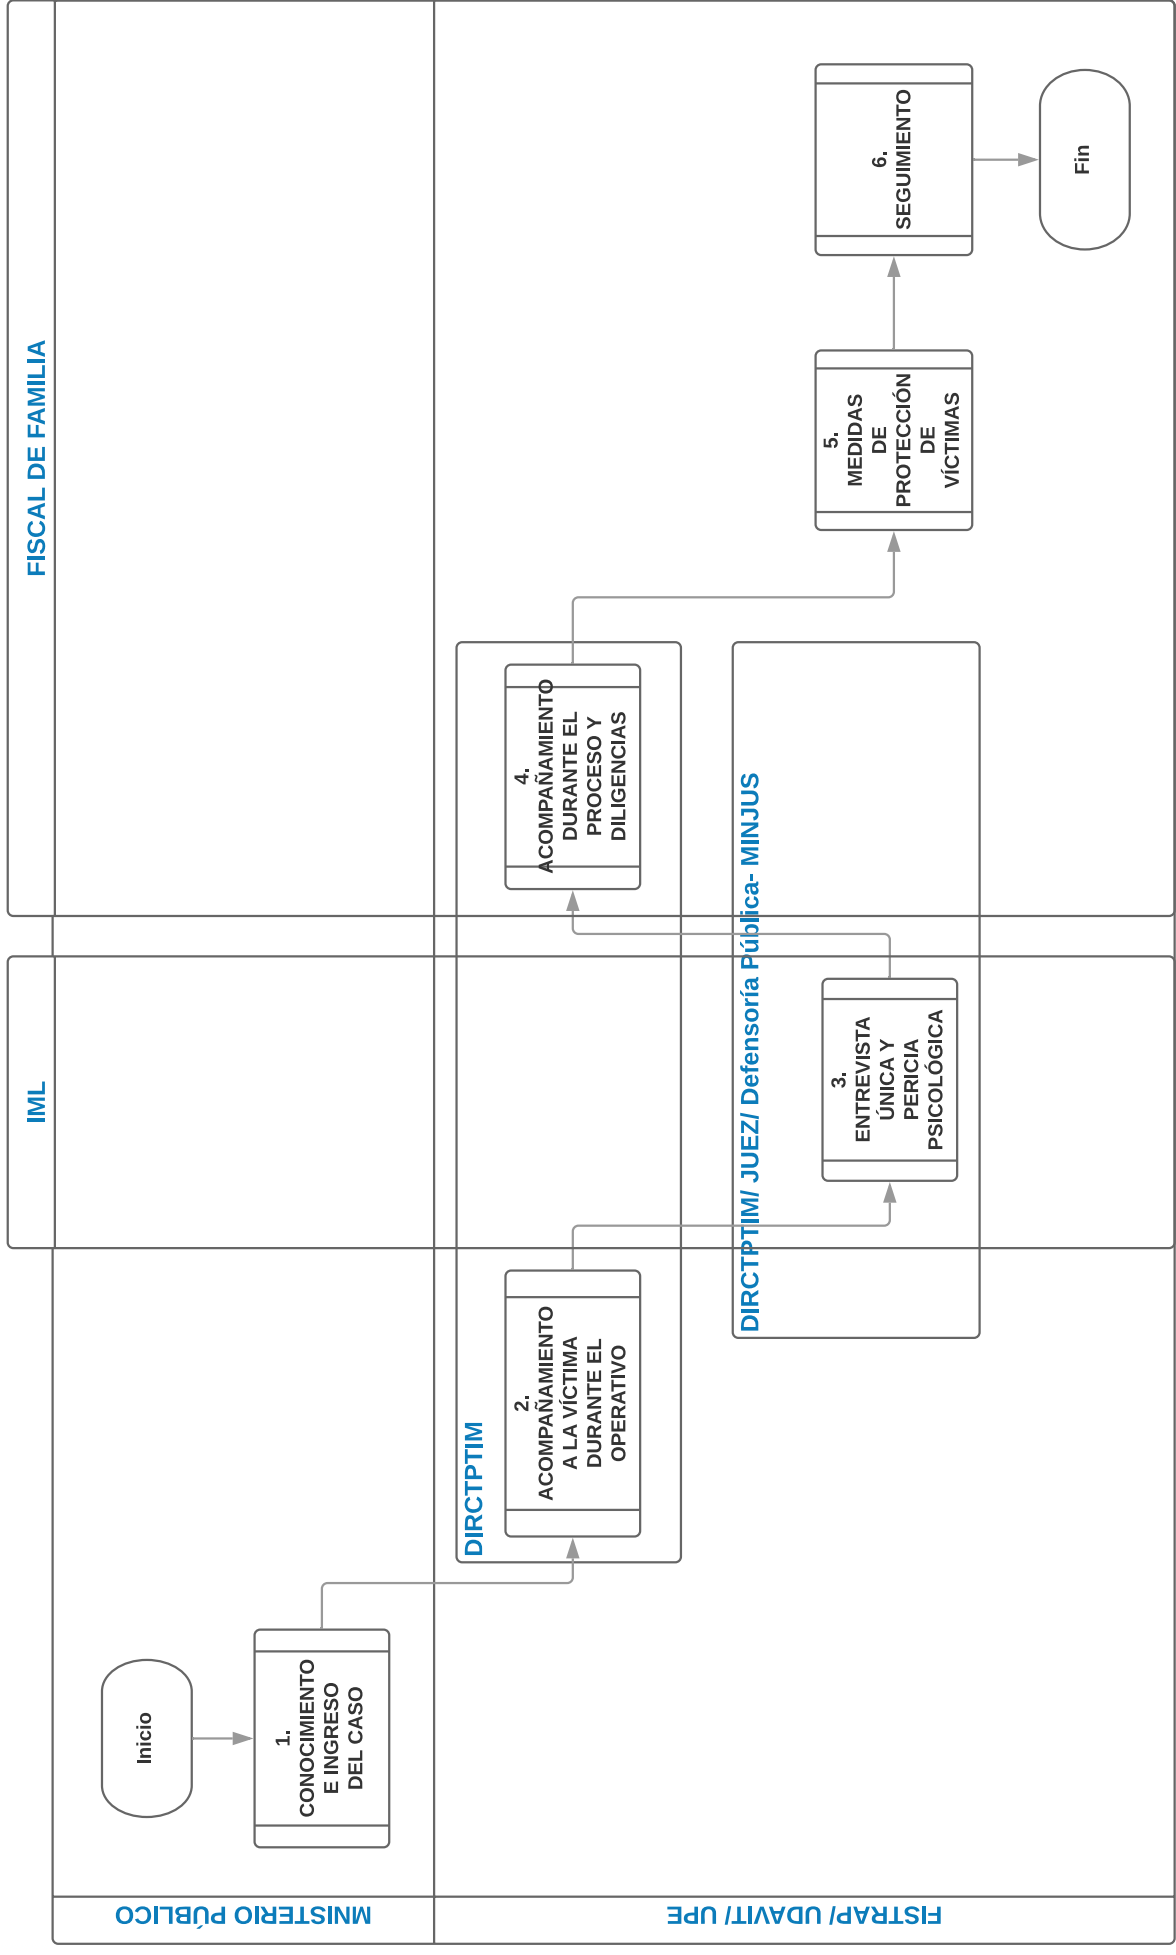 FISCAL DE FAMILIA
IML
MNISTERIO PÚBLICO
FISTRAP/ UDAVIT/ UPE
Inicio
1.
CONOCIMIENTO
E INGRESO
DEL CASO
DIRCTPTIM
2.
ACOMPAÑAMIENTO
A LA VÍCTIMA
DURANTE EL
OPERATIVO
DIRCTPTIM/ JUEZ/ Defensoría Pública- MINJUS
3.
ENTREVISTA
ÚNICA Y
PERICIA
PSICOLÓGICA
4.
ACOMPAÑAMIENTO
DURANTE EL
PROCESO Y
DILIGENCIAS
5.
MEDIDAS
DE
PROTECCIÓN
DE
VÍCTIMAS
6.
SEGUIMIENTO
Fin